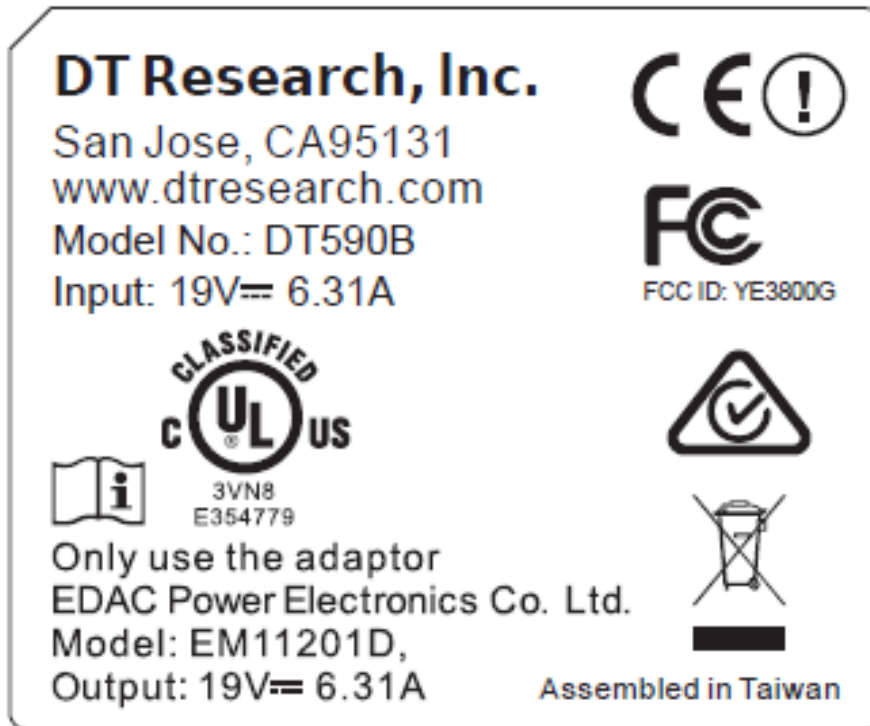 DT Research, Inc.
San Jose, CA95131
www.dtresearch.com
Model No.: DT590B
Input: 19V⎓ 6.31A
CE !
FC
FCC ID: YE3800G
CLASSIFIED
C UL® US
3VN8
E354779
i
Only use the adaptor
EDAC Power Electronics Co. Ltd.
Model: EM11201D,
Output: 19V⎓ 6.31A
Assembled in Taiwan